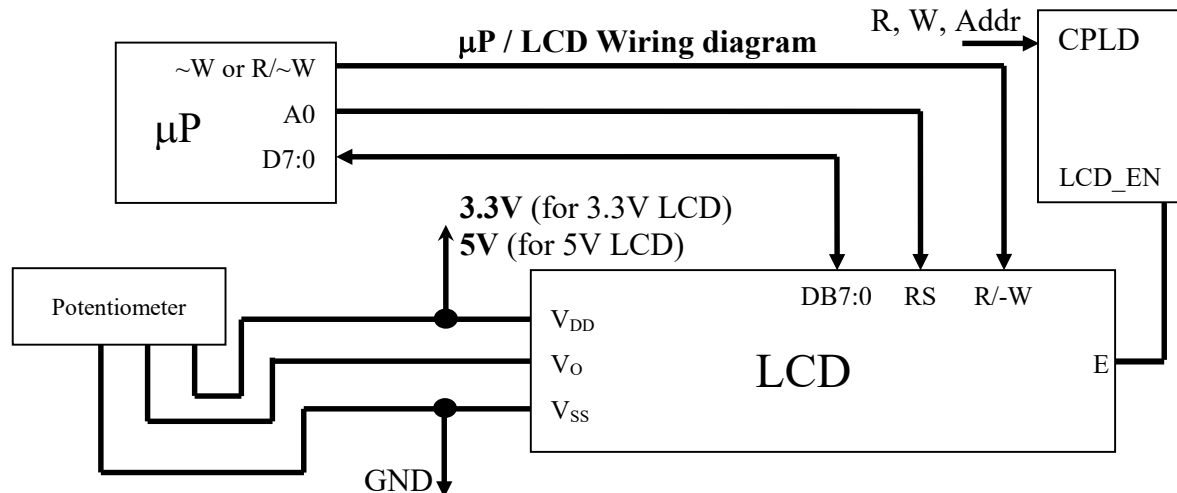 R, W, Addr
CPLD
μP / LCD Wiring diagram
~W or R/~W
A0
μP
D7:0
LCD_EN
3.3V (for 3.3V LCD)
5V (for 5V LCD)
Potentiometer
DB7:0 RS R/-W
VDD
VO
LCD
E
VSS
GND